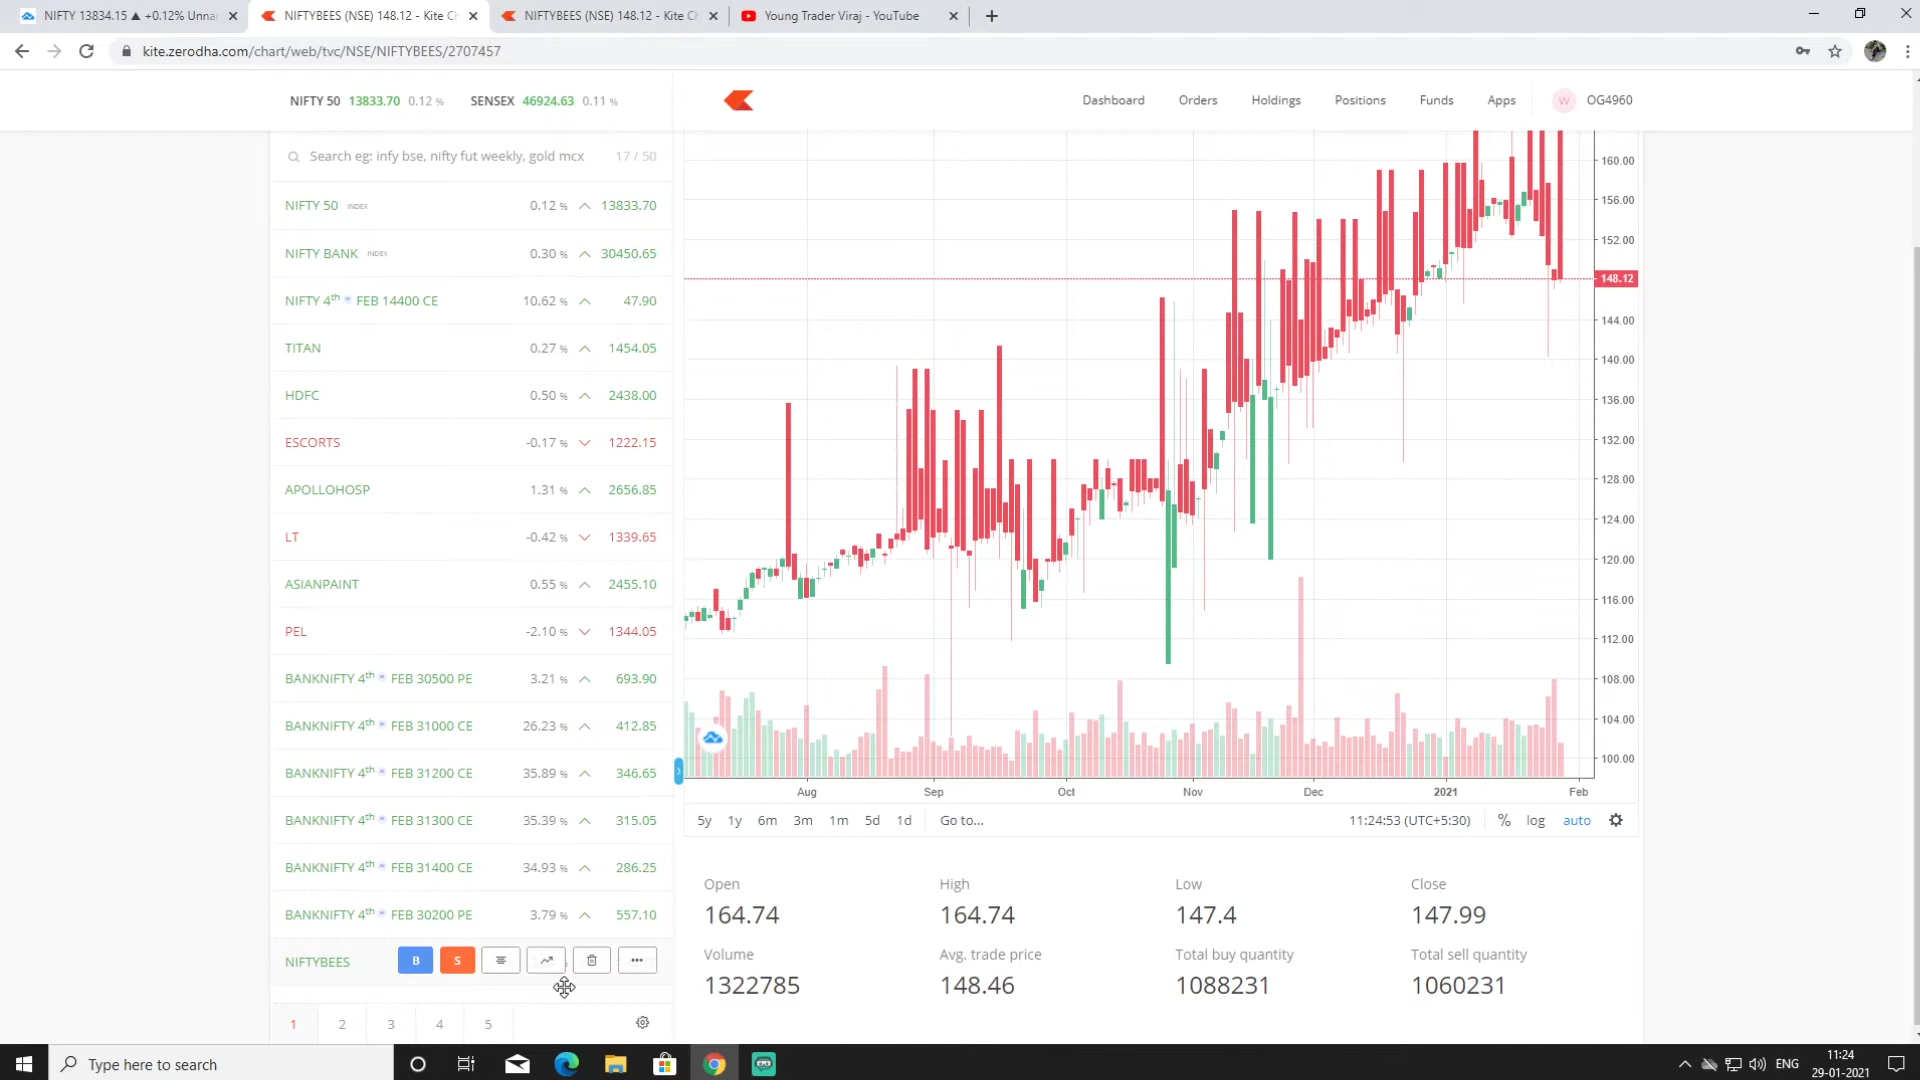 NIFTY 13834.15 ▲ +0.12% Unnar
NIFTYBEES (NSE) 148.12 - Kite Ch
NIFTYBEES (NSE) 148.12 - Kite Ch
Young Trader Viraj - YouTube
kite.zerodha.com/chart/web/tvc/NSE/NIFTYBEES/2707457
NIFTY 50 13833.70 0.12 %
SENSEX 46924.63 0.11 %
Dashboard
Orders
Holdings
Positions
Funds
Apps
W
OG4960
Search eg: infy bse, nifty fut weekly, gold mcx
17 / 50
NIFTY 50 INDEX 0.12 % 13833.70
NIFTY BANK INDEX 0.30 % 30450.65
NIFTY 4th w FEB 14400 CE 10.62 % 47.90
TITAN 0.27 % 1454.05
HDFC 0.50 % 2438.00
ESCORTS -0.17 % 1222.15
APOLLOHOSP 1.31 % 2656.85
LT -0.42 % 1339.65
ASIANPAINT 0.55 % 2455.10
PEL -2.10 % 1344.05
BANKNIFTY 4th w FEB 30500 PE 3.21 % 693.90
BANKNIFTY 4th w FEB 31000 CE 26.23 % 412.85
BANKNIFTY 4th w FEB 31200 CE 35.89 % 346.65
BANKNIFTY 4th w FEB 31300 CE 35.39 % 315.05
BANKNIFTY 4th w FEB 31400 CE 34.93 % 286.25
BANKNIFTY 4th w FEB 30200 PE 3.79 % 557.10
NIFTYBEES B S
1 2 3 4 5
160.00
156.00
152.00
148.12
144.00
140.00
136.00
132.00
128.00
124.00
120.00
116.00
112.00
108.00
104.00
100.00
Aug Sep Oct Nov Dec 2021 Feb
5y 1y 6m 3m 1m 5d 1d Go to...
11:24:53 (UTC+5:30) % log auto
Open High Low Close
164.74 164.74 147.4 147.99
Volume Avg. trade price Total buy quantity Total sell quantity
1322785 148.46 1088231 1060231
Type here to search
ENG
11:24
29-01-2021